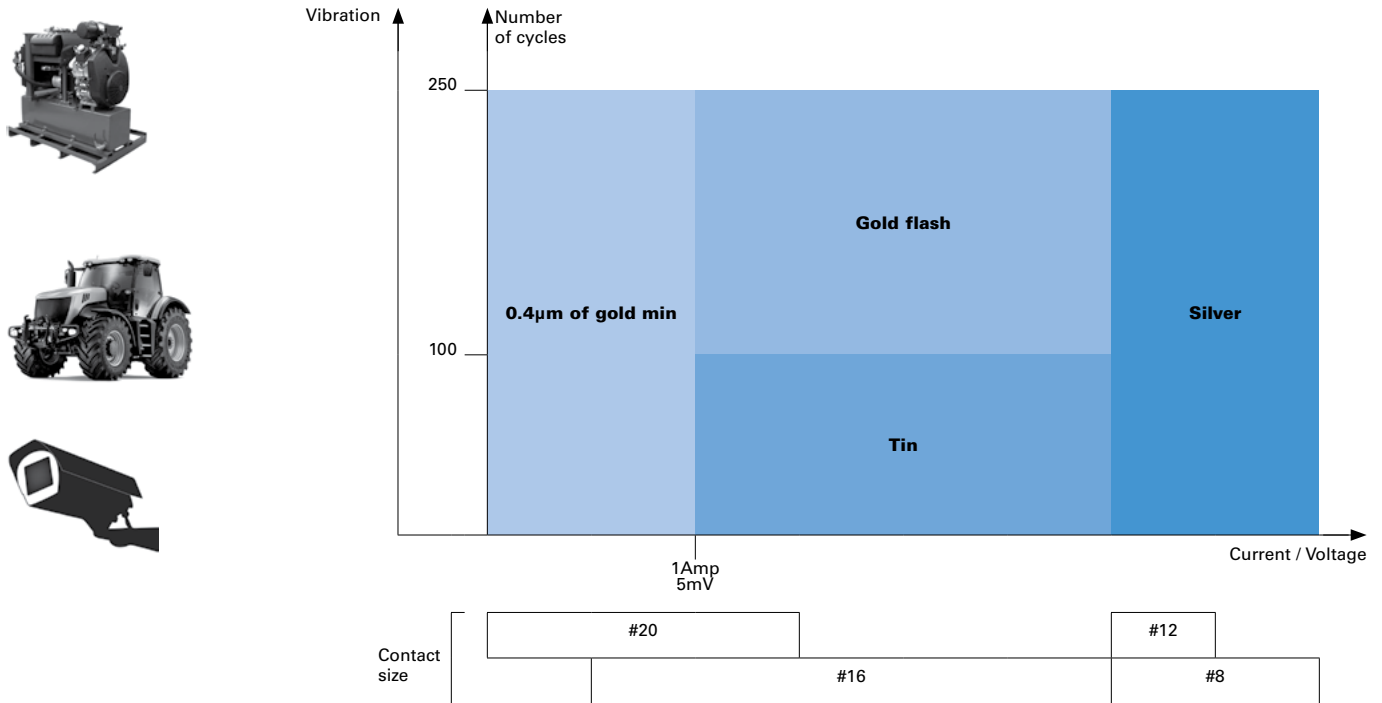 Vibration
Number
of cycles
250
Gold flash
0.4µm of gold min
Silver
100
Tin
Current / Voltage
1Amp
5mV
#20
#12
Contact
size
#16
#8